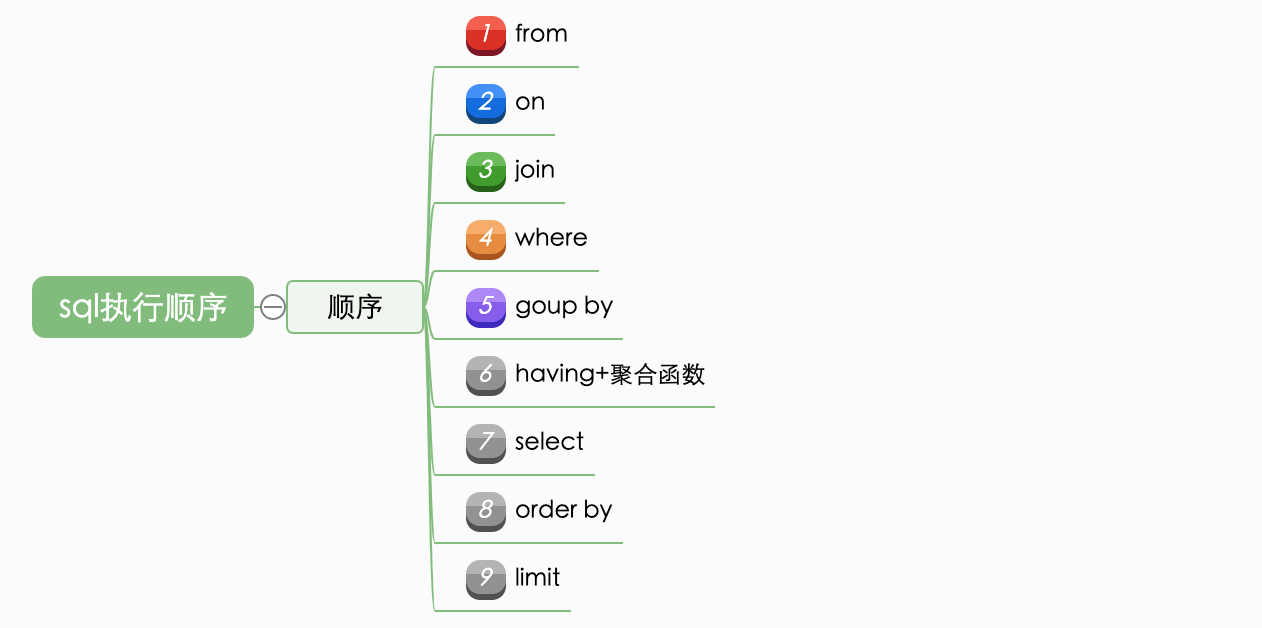 sql执行顺序
顺序
1 from
2 on
3 join
4 where
5 goup by
6 having+聚合函数
7 select
8 order by
9 limit